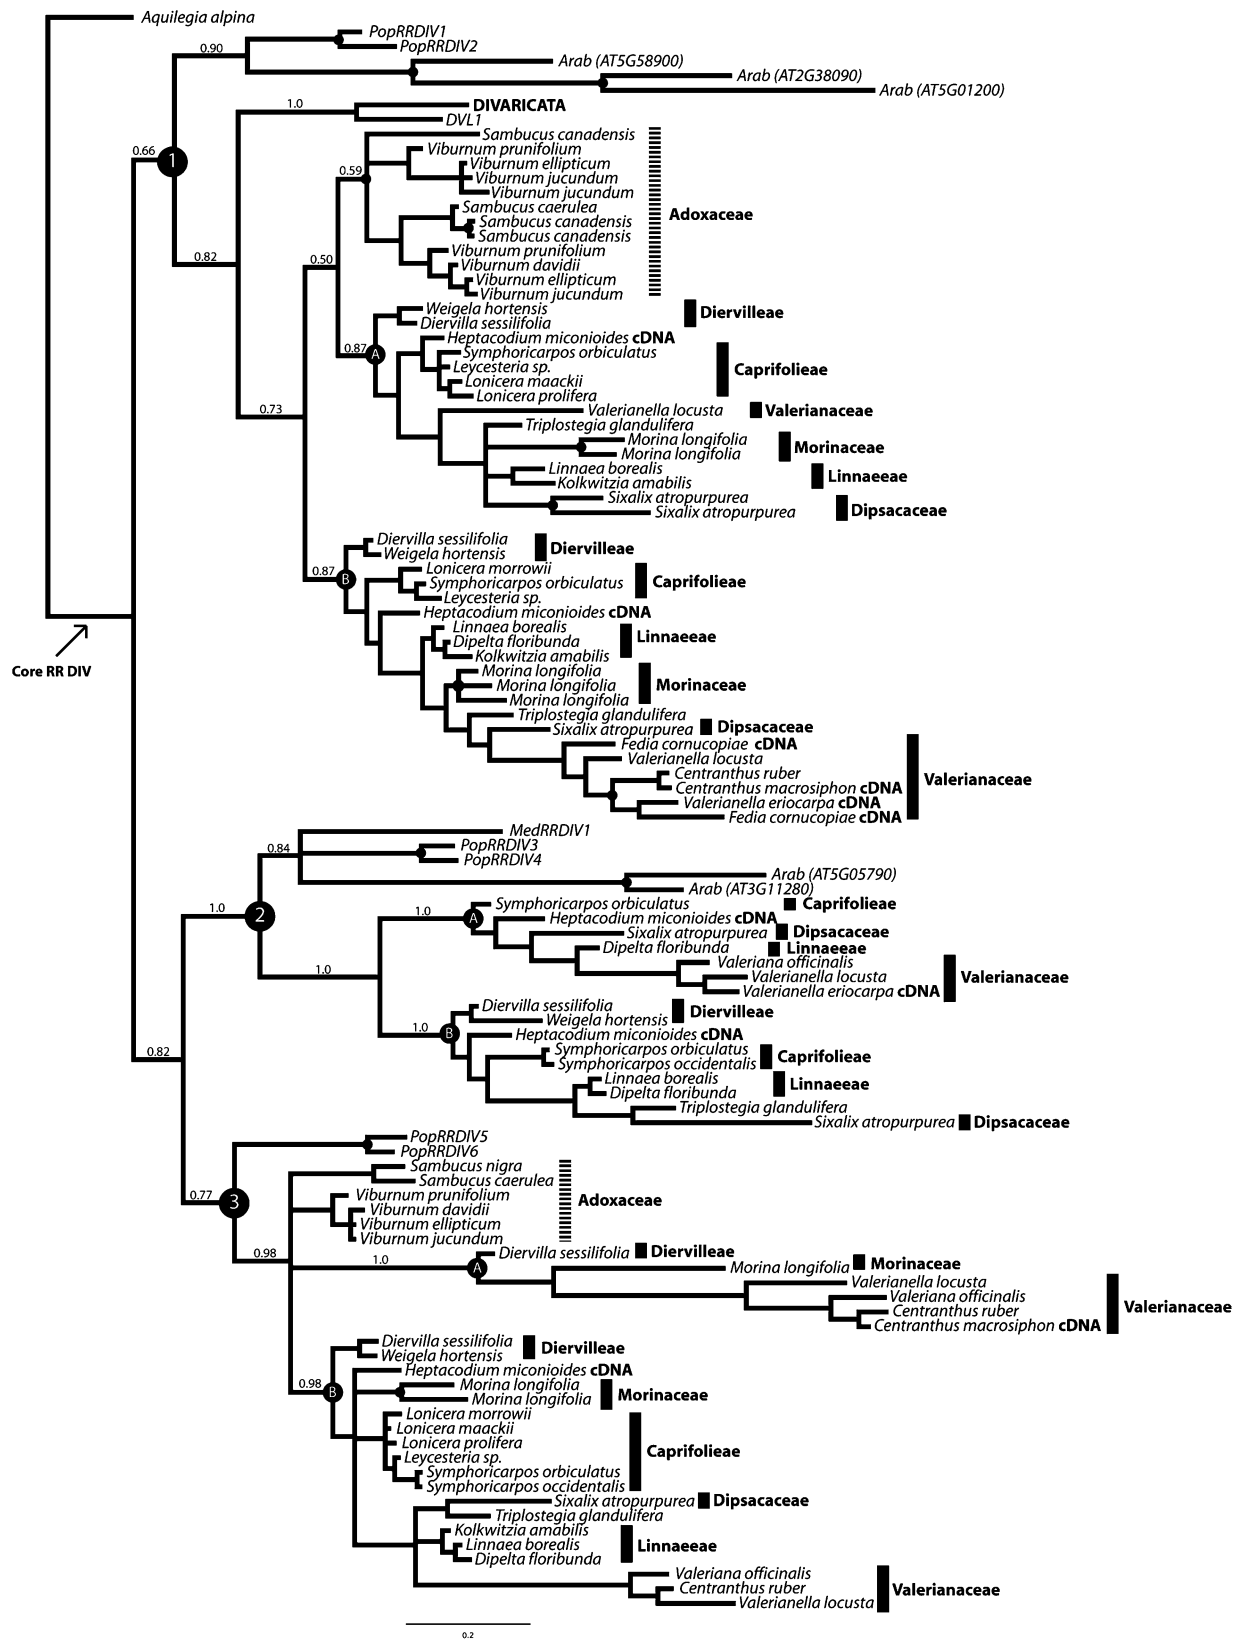 Aquilegia alpina
PopRRDIV1
0.90
PopRRDIV2
Arab (AT5G58900)
Arab (AT2G38090)
Arab (AT5G01200)
1.0
DIVARICATA
DVL1
Sambucus canadensis
Viburnum prunifolium
0.66
1
Viburnum ellipticum
0.59
Viburnum jucundum
Viburnum jucundum
Sambucus caerulea
Adoxaceae
Sambucus canadensis
Sambucus canadensis
Viburnum prunifolium
0.82
0.50
Viburnum davidii
Viburnum ellipticum
Viburnum jucundum
Weigela hortensis
Diervilleae
Diervilla sessilifolia
Heptacodium miconioides cDNA
0.87
A
Symphoricarpos orbiculatus
Leycesteria sp.
Caprifolieae
Lonicera maackii
Lonicera prolifera
0.73
Valerianella locusta
Valerianaceae
Triplostegia glandulifera
Morina longifolia
Morinaceae
Morina longifolia
Linnaea borealis
Linnaeeae
Kolkwitzia amabilis
Sixalix atropurpurea
Sixalix atropurpurea
Dipsacaceae
Diervilla sessilifolia
Diervilleae
Weigela hortensis
0.87
B
Lonicera morrowii
Symphoricarpos orbiculatus
Caprifolieae
Leycesteria sp.
Heptacodium miconioides cDNA
Linnaea borealis
Dipelta floribunda
Linnaeeae
Kolkwitzia amabilis
Core RR DIV
Morina longifolia
Morina longifolia
Morinaceae
Morina longifolia
Triplostegia glandulifera
Sixalix atropurpurea
Dipsacaceae
Fedia cornucopiae cDNA
Valerianella locusta
Centranthus ruber
Valerianaceae
Centranthus macrosiphon cDNA
Valerianella eriocarpa cDNA
Fedia cornucopiae cDNA
MedRRDIV1
0.84
PopRRDIV3
PopRRDIV4
Arab (AT5G05790)
Arab (AT3G11280)
Symphoricarpos orbiculatus
Caprifolieae
1.0
2
1.0
A
Heptacodium miconioides cDNA
Sixalix atropurpurea
Dipsacaceae
Dipelta floribunda
Linnaeeae
Valeriana officinalis
1.0
Valerianella locusta
Valerianaceae
Valerianella eriocarpa cDNA
Diervilla sessilifolia
Diervilleae
Weigela hortensis
1.0
B
Heptacodium miconioides cDNA
0.82
Symphoricarpos orbiculatus
Caprifolieae
Symphoricarpos occidentalis
Linnaea borealis
Linnaeeae
Dipelta floribunda
Triplostegia glandulifera
Sixalix atropurpurea
Dipsacaceae
PopRRDIV5
PopRRDIV6
Sambucus nigra
Sambucus caerulea
0.77
3
Viburnum prunifolium
Adoxaceae
Viburnum davidii
Viburnum ellipticum
Viburnum jucundum
0.98
Diervilla sessilifolia
Diervilleae
1.0
A
Morina longifolia
Morinaceae
Valerianella locusta
Valeriana officinalis
Valerianaceae
Centranthus ruber
Centranthus macrosiphon cDNA
Diervilla sessilifolia
Diervilleae
Weigela hortensis
Heptacodium miconioides cDNA
0.98
B
Morina longifolia
Morinaceae
Morina longifolia
Lonicera morrowii
Lonicera maackii
Lonicera prolifera
Caprifolieae
Leycesteria sp.
Symphoricarpos orbiculatus
Symphoricarpos occidentalis
Sixalix atropurpurea
Dipsacaceae
Triplostegia glandulifera
Kolkwitzia amabilis
Linnaea borealis
Linnaeeae
Dipelta floribunda
Valeriana officinalis
Centranthus ruber
Valerianaceae
Valerianella locusta
0.2